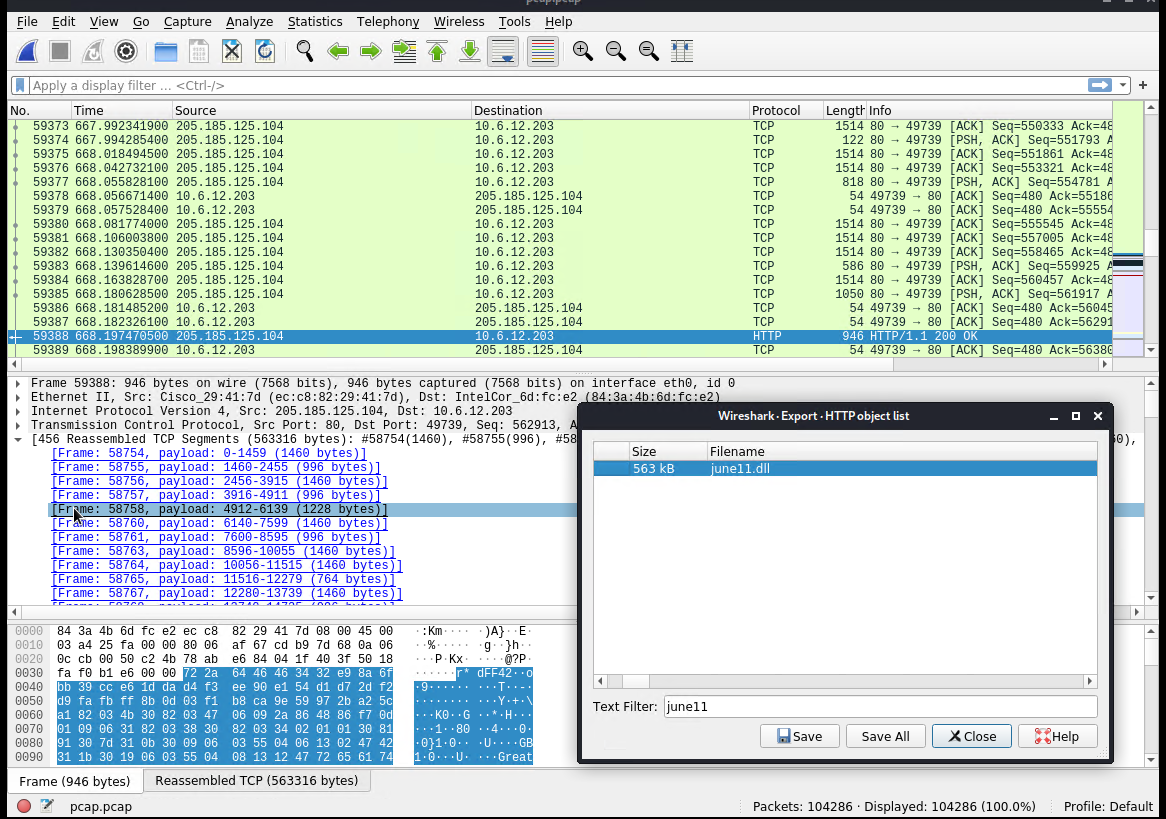 pcap.pcap
File Edit View Go Capture Analyze Statistics Telephony Wireless Tools Help
Apply a display filter ... <Ctrl-/>
No. Time Source Destination Protocol Length Info
59373 667.992341900 205.185.125.104 10.6.12.203 TCP 1514 80 → 49739 [ACK] Seq=550333 Ack=48
59374 667.994285400 205.185.125.104 10.6.12.203 TCP 122 80 → 49739 [PSH, ACK] Seq=551793 A
59375 668.018494500 205.185.125.104 10.6.12.203 TCP 1514 80 → 49739 [ACK] Seq=551861 Ack=48
59376 668.042732100 205.185.125.104 10.6.12.203 TCP 1514 80 → 49739 [ACK] Seq=553321 Ack=48
59377 668.055828100 205.185.125.104 10.6.12.203 TCP 818 80 → 49739 [PSH, ACK] Seq=554781 A
59378 668.056671400 10.6.12.203 205.185.125.104 TCP 54 49739 → 80 [ACK] Seq=480 Ack=55186
59379 668.057528400 10.6.12.203 205.185.125.104 TCP 54 49739 → 80 [ACK] Seq=480 Ack=55554
59380 668.081774000 205.185.125.104 10.6.12.203 TCP 1514 80 → 49739 [ACK] Seq=555545 Ack=48
59381 668.106003800 205.185.125.104 10.6.12.203 TCP 1514 80 → 49739 [ACK] Seq=557005 Ack=48
59382 668.130350400 205.185.125.104 10.6.12.203 TCP 1514 80 → 49739 [ACK] Seq=558465 Ack=48
59383 668.139614600 205.185.125.104 10.6.12.203 TCP 586 80 → 49739 [PSH, ACK] Seq=559925 A
59384 668.163828700 205.185.125.104 10.6.12.203 TCP 1514 80 → 49739 [ACK] Seq=560457 Ack=48
59385 668.180628500 205.185.125.104 10.6.12.203 TCP 1050 80 → 49739 [PSH, ACK] Seq=561917 A
59386 668.181485200 10.6.12.203 205.185.125.104 TCP 54 49739 → 80 [ACK] Seq=480 Ack=56045
59387 668.182326100 10.6.12.203 205.185.125.104 TCP 54 49739 → 80 [ACK] Seq=480 Ack=56291
59388 668.197470500 205.185.125.104 10.6.12.203 HTTP 946 HTTP/1.1 200 OK
59389 668.198389900 10.6.12.203 205.185.125.104 TCP 54 49739 → 80 [ACK] Seq=480 Ack=56380
Frame 59388: 946 bytes on wire (7568 bits), 946 bytes captured (7568 bits) on interface eth0, id 0
Ethernet II, Src: Cisco_29:41:7d (ec:c8:82:29:41:7d), Dst: IntelCor_6d:fc:e2 (84:3a:4b:6d:fc:e2)
Internet Protocol Version 4, Src: 205.185.125.104, Dst: 10.6.12.203
Transmission Control Protocol, Src Port: 80, Dst Port: 49739, Seq: 562913, A
[456 Reassembled TCP Segments (563316 bytes): #58754(1460), #58755(996), #58
60),
[Frame: 58754, payload: 0-1459 (1460 bytes)]
[Frame: 58755, payload: 1460-2455 (996 bytes)]
[Frame: 58756, payload: 2456-3915 (1460 bytes)]
[Frame: 58757, payload: 3916-4911 (996 bytes)]
[Frame: 58758, payload: 4912-6139 (1228 bytes)]
[Frame: 58760, payload: 6140-7599 (1460 bytes)]
[Frame: 58761, payload: 7600-8595 (996 bytes)]
[Frame: 58763, payload: 8596-10055 (1460 bytes)]
[Frame: 58764, payload: 10056-11515 (1460 bytes)]
[Frame: 58765, payload: 11516-12279 (764 bytes)]
[Frame: 58767, payload: 12280-13739 (1460 bytes)]
0000 84 3a 4b 6d fc e2 ec c8 82 29 41 7d 08 00 45 00 ·:Km···· ·)A}··E·
0010 03 a4 25 fa 00 00 80 06 af 67 cd b9 7d 68 0a 06 ··%····· ·g··}h··
0020 0c cb 00 50 c2 4b 78 ab e6 84 04 1f 40 3f 50 18 ···P·Kx· ····@?P·
0030 fa f0 b1 e6 00 00 72 2a 64 46 46 34 32 e9 8a 6f ······r* dFF42··o
0040 bb 39 cc e6 1d da d4 f3 ee 90 e1 54 d1 d7 2d f2 ·9······ ···T··-·
0050 d9 fa fb ff 8b 0d 03 f1 b8 ca 9e 59 97 2b a2 5c ········ ···Y·+·\
0060 a1 82 03 4b 30 82 03 47 06 09 2a 86 48 86 f7 0d ···K0··G ··*·H···
0070 01 09 06 31 82 03 38 30 82 03 34 02 01 01 30 81 ···1··80 ··4···0·
0080 91 30 7d 31 0b 30 09 06 03 55 04 06 13 02 47 42 ·0}1·0·· ·U····GB
0090 31 1b 30 19 06 03 55 04 08 13 12 47 72 65 61 74 1·0···U· ···Great
Wireshark · Export · HTTP object list
Size Filename
563 kB june11.dll
Text Filter: june11
Save Save All Close Help
Frame (946 bytes) Reassembled TCP (563316 bytes)
pcap.pcap Packets: 104286 · Displayed: 104286 (100.0%) Profile: Default